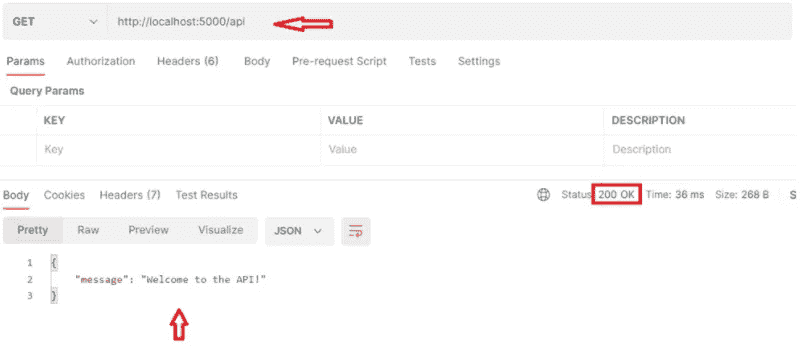 GET http://localhost:5000/api
Params Authorization Headers (6) Body Pre-request Script Tests Settings
Query Params
KEY VALUE DESCRIPTION
Key Value Description
Body Cookies Headers (7) Test Results Status: 200 OK Time: 36 ms Size: 268 B S
Pretty Raw Preview Visualize JSON
1 {
2 "message": "Welcome to the API!"
3 }